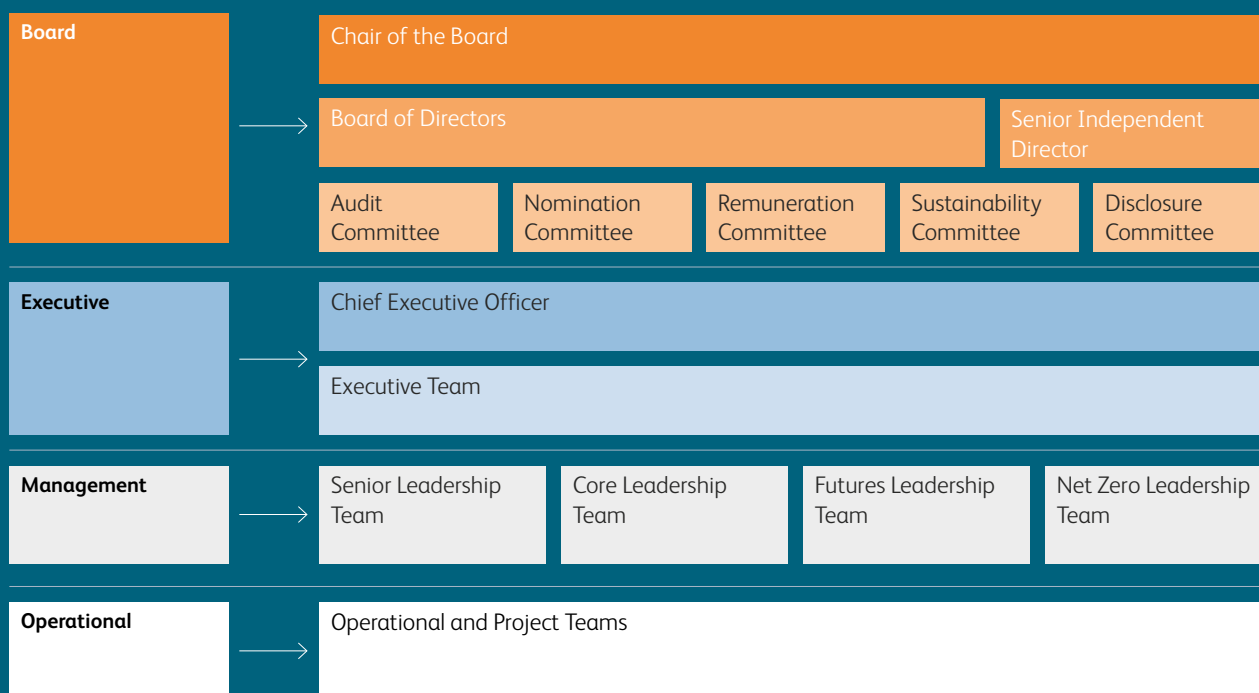 Board
Chair of the Board
Board of Directors
Senior Independent
Director
Audit
Committee
Nomination
Committee
Remuneration
Committee
Sustainability
Committee
Disclosure
Committee
Executive
Chief Executive Officer
Executive Team
Management
Senior Leadership
Team
Core Leadership
Team
Futures Leadership
Team
Net Zero Leadership
Team
Operational
Operational and Project Teams